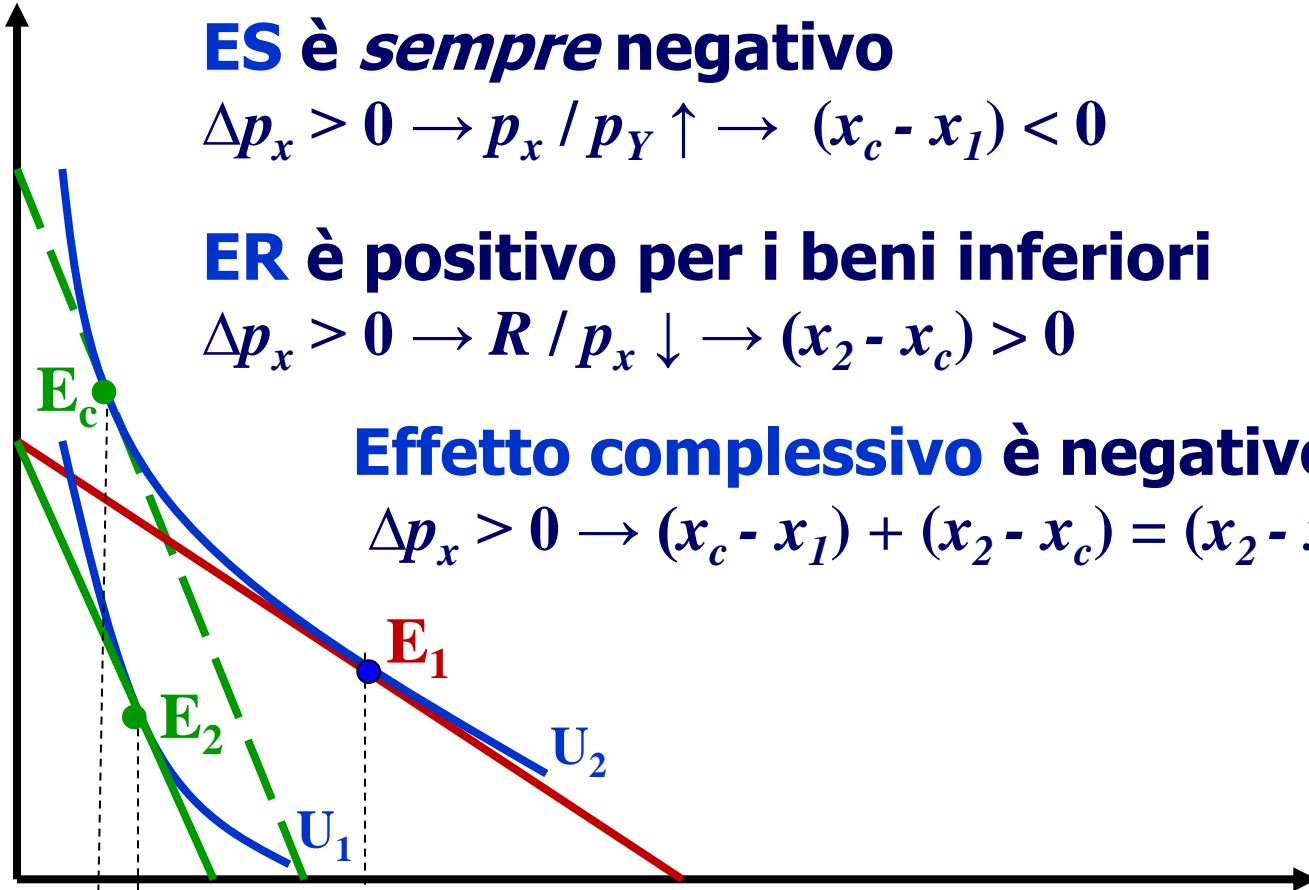 ES è sempre negativo
Δpx > 0 → px / pY ↑ → (xc - x1) < 0
ER è positivo per i beni inferiori
Δpx > 0 → R / px ↓ → (x2 - xc) > 0
Ec
Effetto complessivo è negativo
Δpx > 0 → (xc - x1) + (x2 - xc) = (x2 -
E1
E2
U2
U1